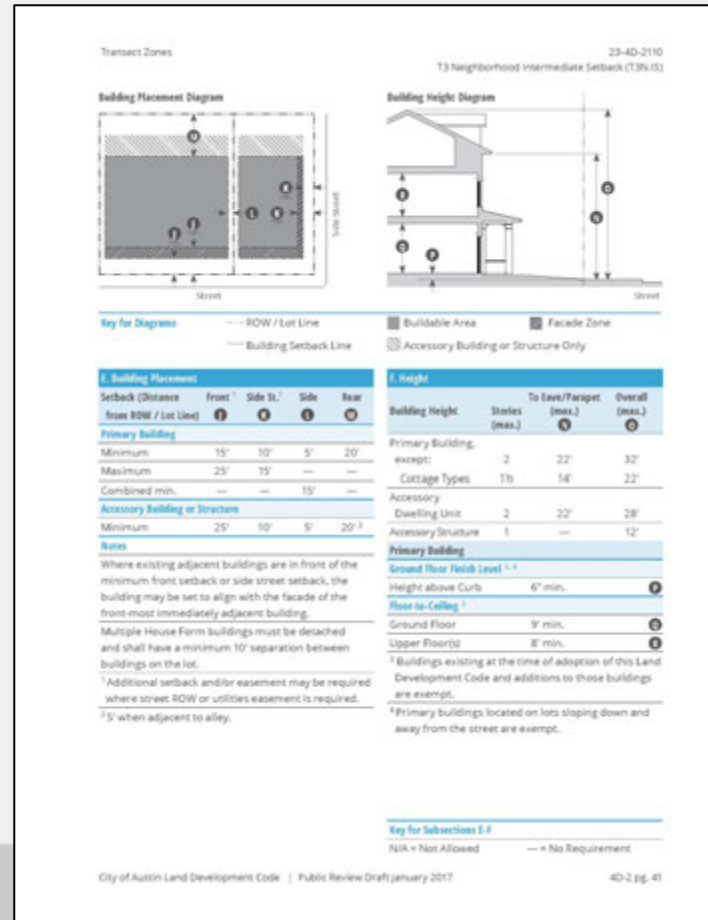 Transect Zones
23-4D-2110
T3 Neighborhood Intermediate Setback (T3N.IS)
Building Placement Diagram
M
K
L K
J J
Side Street
Street
Building Height Diagram
R
Q
P
O
N
Street
Key for Diagrams
ROW / Lot Line
Building Setback Line
Buildable Area
Facade Zone
Accessory Building or Structure Only
E. Building Placement
Setback (Distance from ROW / Lot Line) Front ¹ Side St.¹ Side Rear
J K L M
Primary Building
Minimum 15' 10' 5' 20'
Maximum 25' 15' — —
Combined min. — — 15' —
Accessory Building or Structure
Minimum 25' 10' 5' 20' ²
Notes
Where existing adjacent buildings are in front of the
minimum front setback or side street setback, the
building may be set to align with the facade of the
front-most immediately adjacent building.
Multiple House Form buildings must be detached
and shall have a minimum 10' separation between
buildings on the lot.
¹ Additional setback and/or easement may be required
where street ROW or utilities easement is required.
² 5' when adjacent to alley.
F. Height
Building Height Stories (max.) To Eave/Parapet (max.) Overall (max.)
N O
Primary Building,
except: 2 22' 32'
Cottage Types 1½ 14' 22'
Accessory
Dwelling Unit 2 22' 28'
Accessory Structure 1 — 12'
Primary Building
Ground Floor Finish Level ³˒ ⁴
Height above Curb 6" min. P
Floor-to-Ceiling ³
Ground Floor 9' min. Q
Upper Floor(s) 8' min. R
³ Buildings existing at the time of adoption of this Land
Development Code and additions to those buildings
are exempt.
⁴ Primary buildings located on lots sloping down and
away from the street are exempt.
Key for Subsections E-F
N/A = Not Allowed — = No Requirement
City of Austin Land Development Code | Public Review Draft January 2017
4D-2 pg. 41